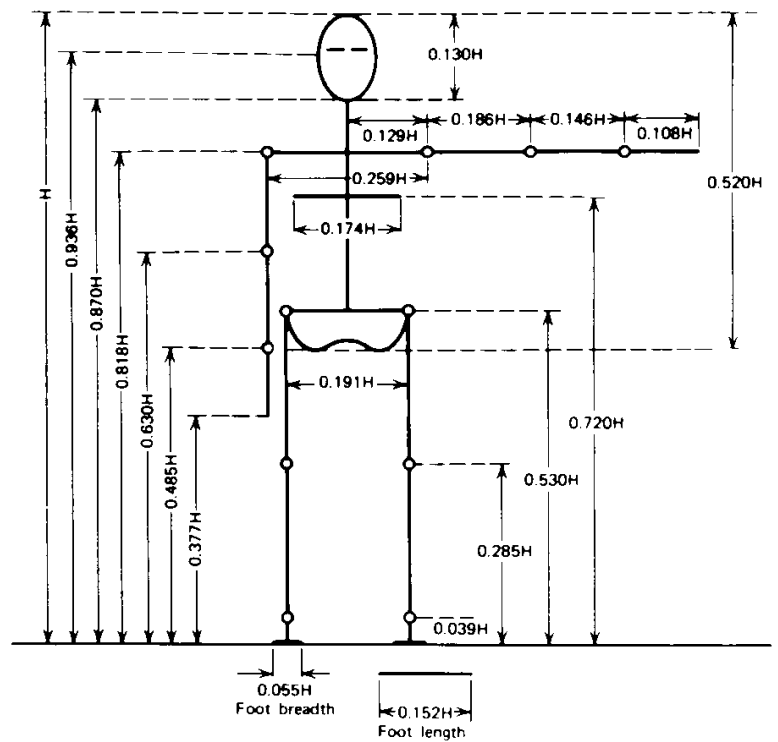 0.130H
0.129H
0.186H
0.146H
0.108H
0.259H
0.520H
0.174H
H
0.936H
0.870H
0.818H
0.630H
0.485H
0.377H
0.191H
0.720H
0.530H
0.285H
0.039H
0.055H
Foot breadth
0.152H
Foot length